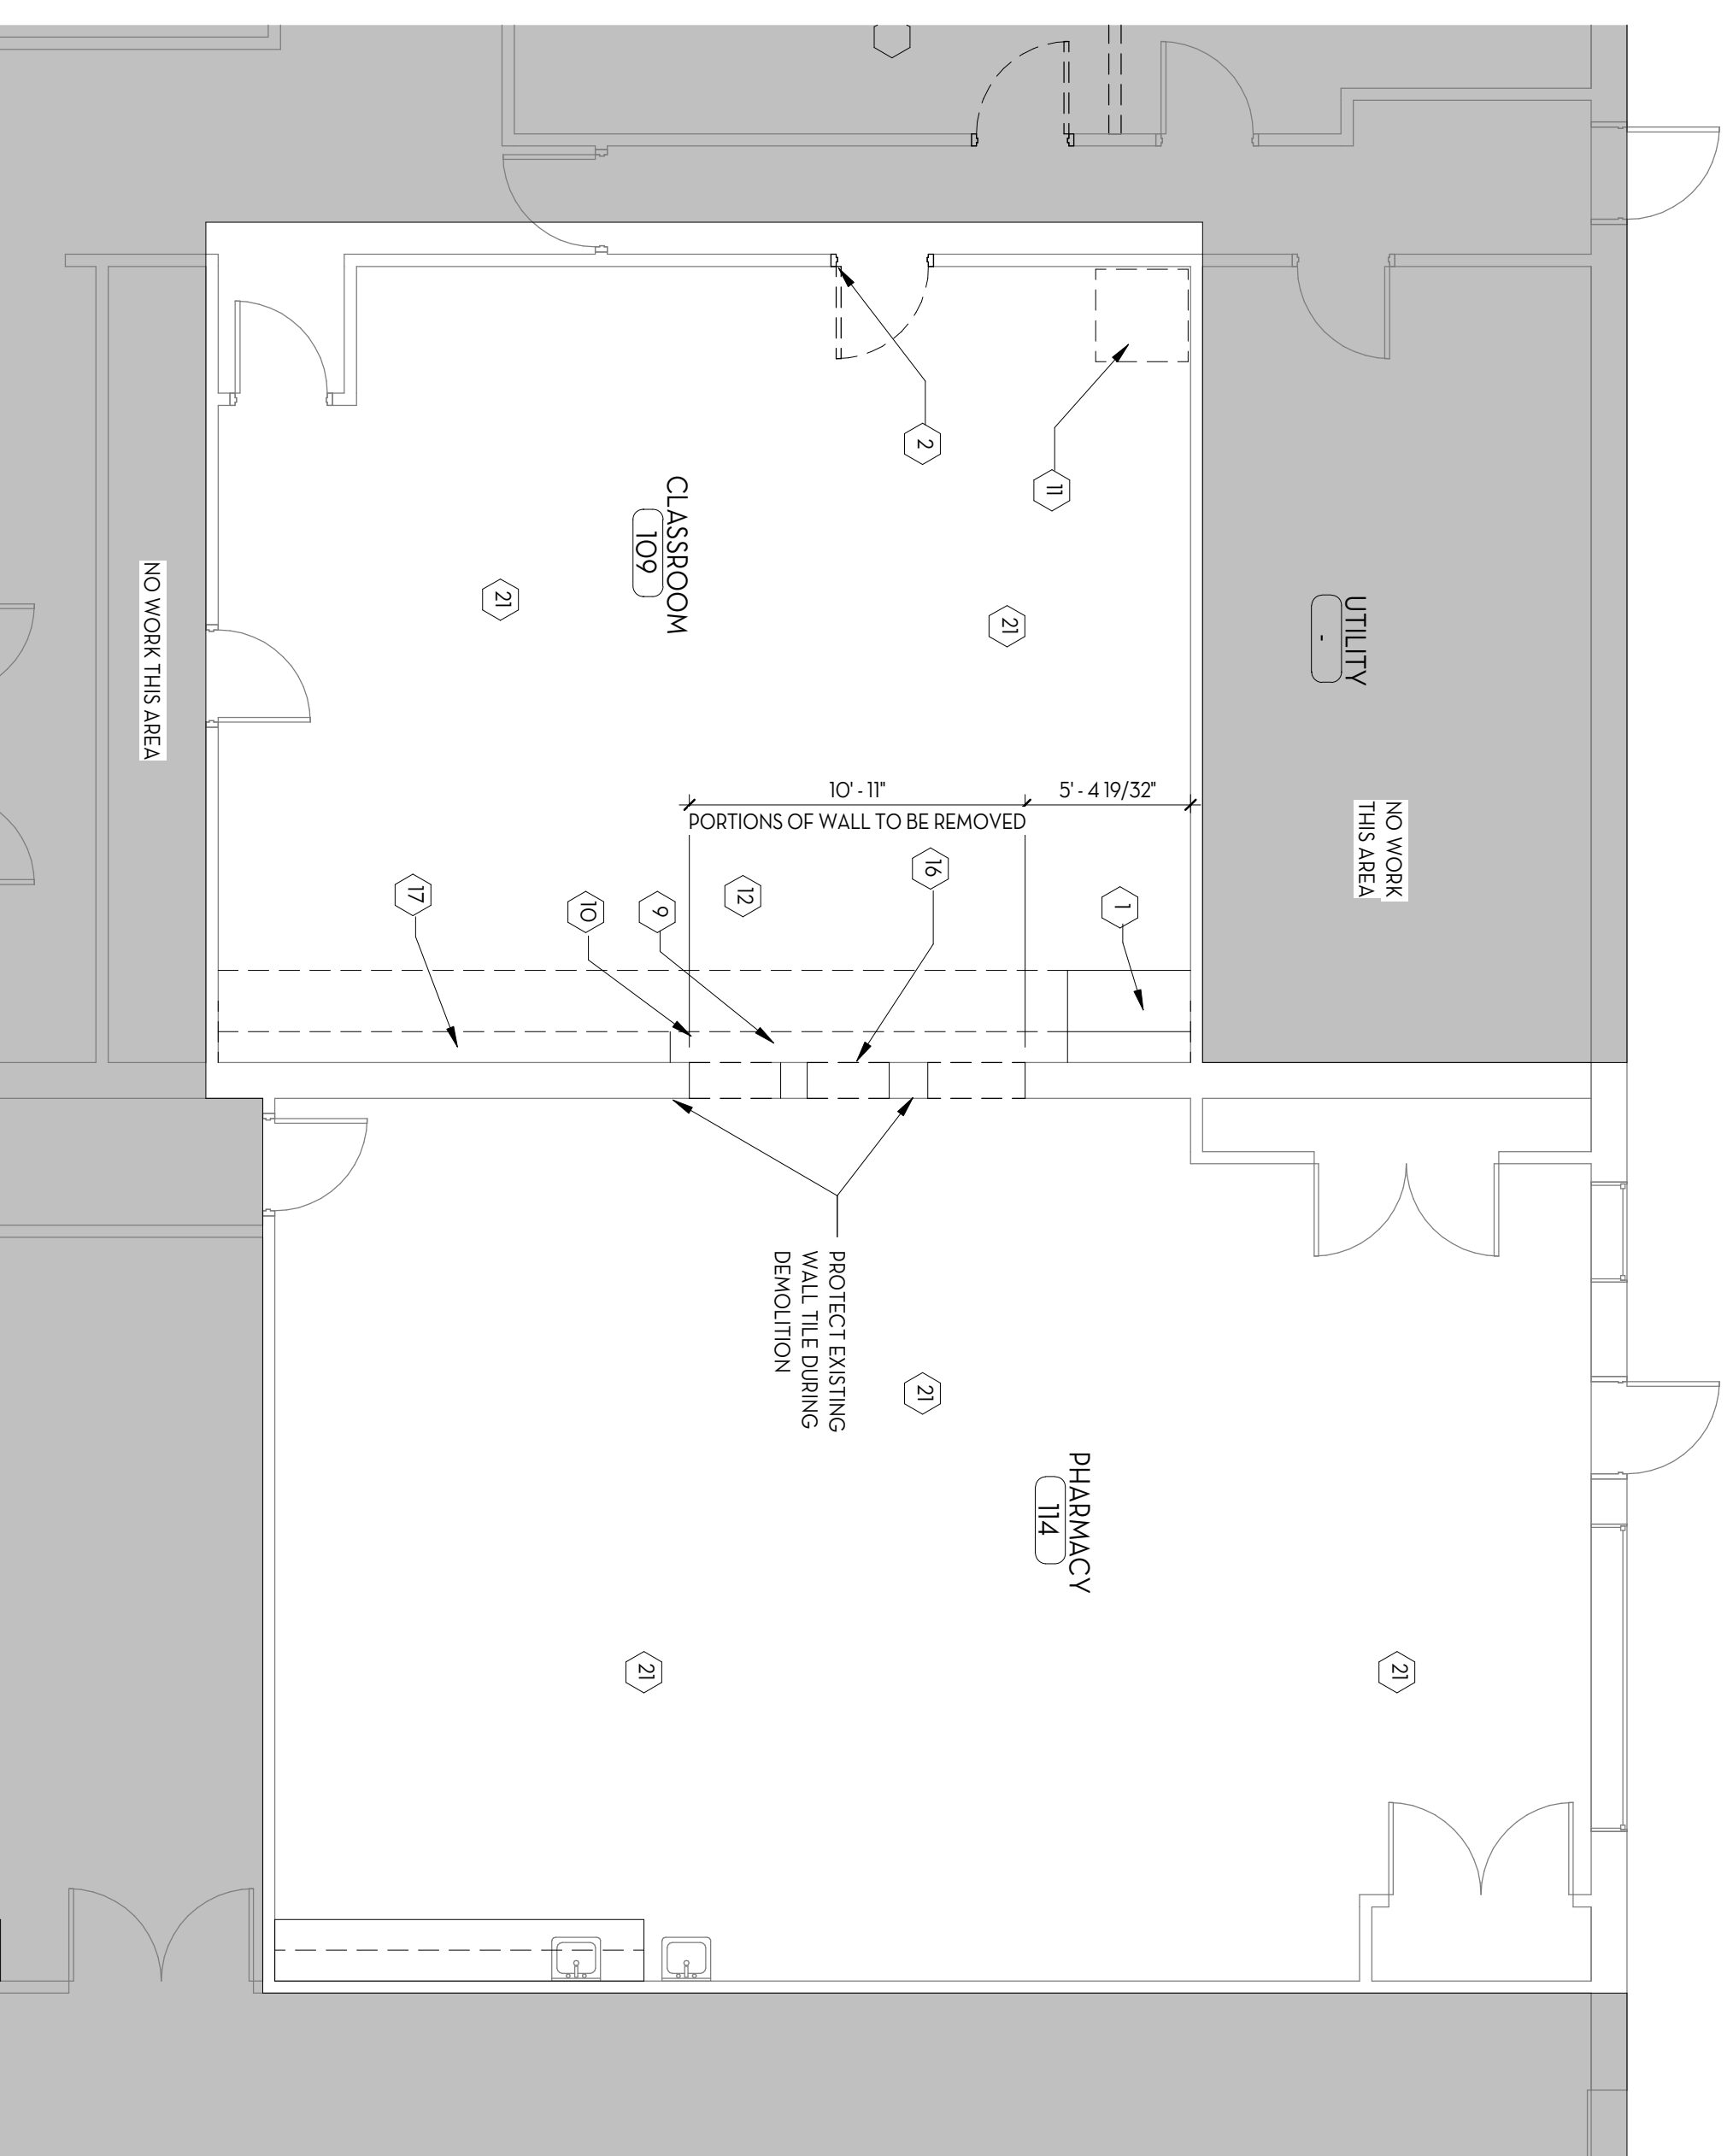 2
11
CLASSROOM
109
21
21
UTILITY
-
NO WORK THIS AREA
NO WORK
THIS AREA
10' - 11"
5' - 4 19/32"
PORTIONS OF WALL TO BE REMOVED
17
10
9
12
16
1
PROTECT EXISTING
WALL TILE DURING
DEMOLITION
21
PHARMACY
114
21
21